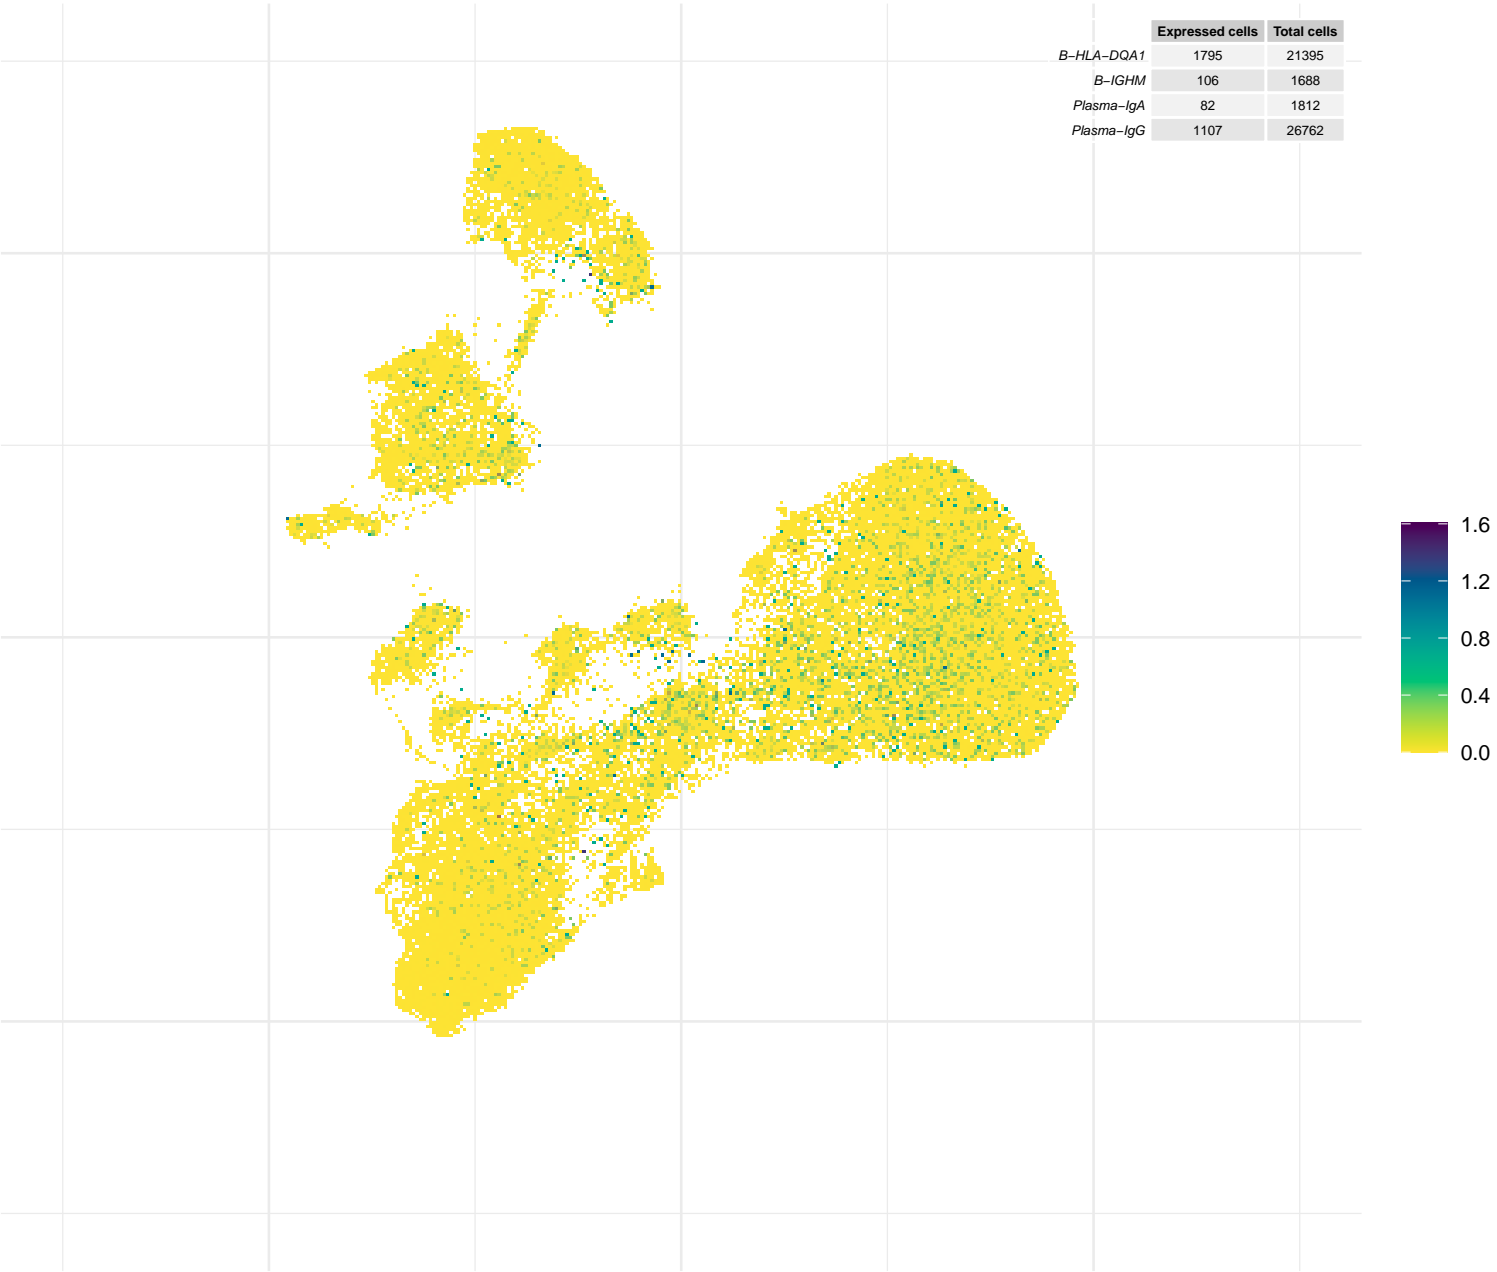 Expressed cells Total cells
B-HLA-DQA1 1795 21395
B-IGHM 106 1688
Plasma-IgA 82 1812
Plasma-IgG 1107 26762
1.6
1.2
0.8
0.4
0.0